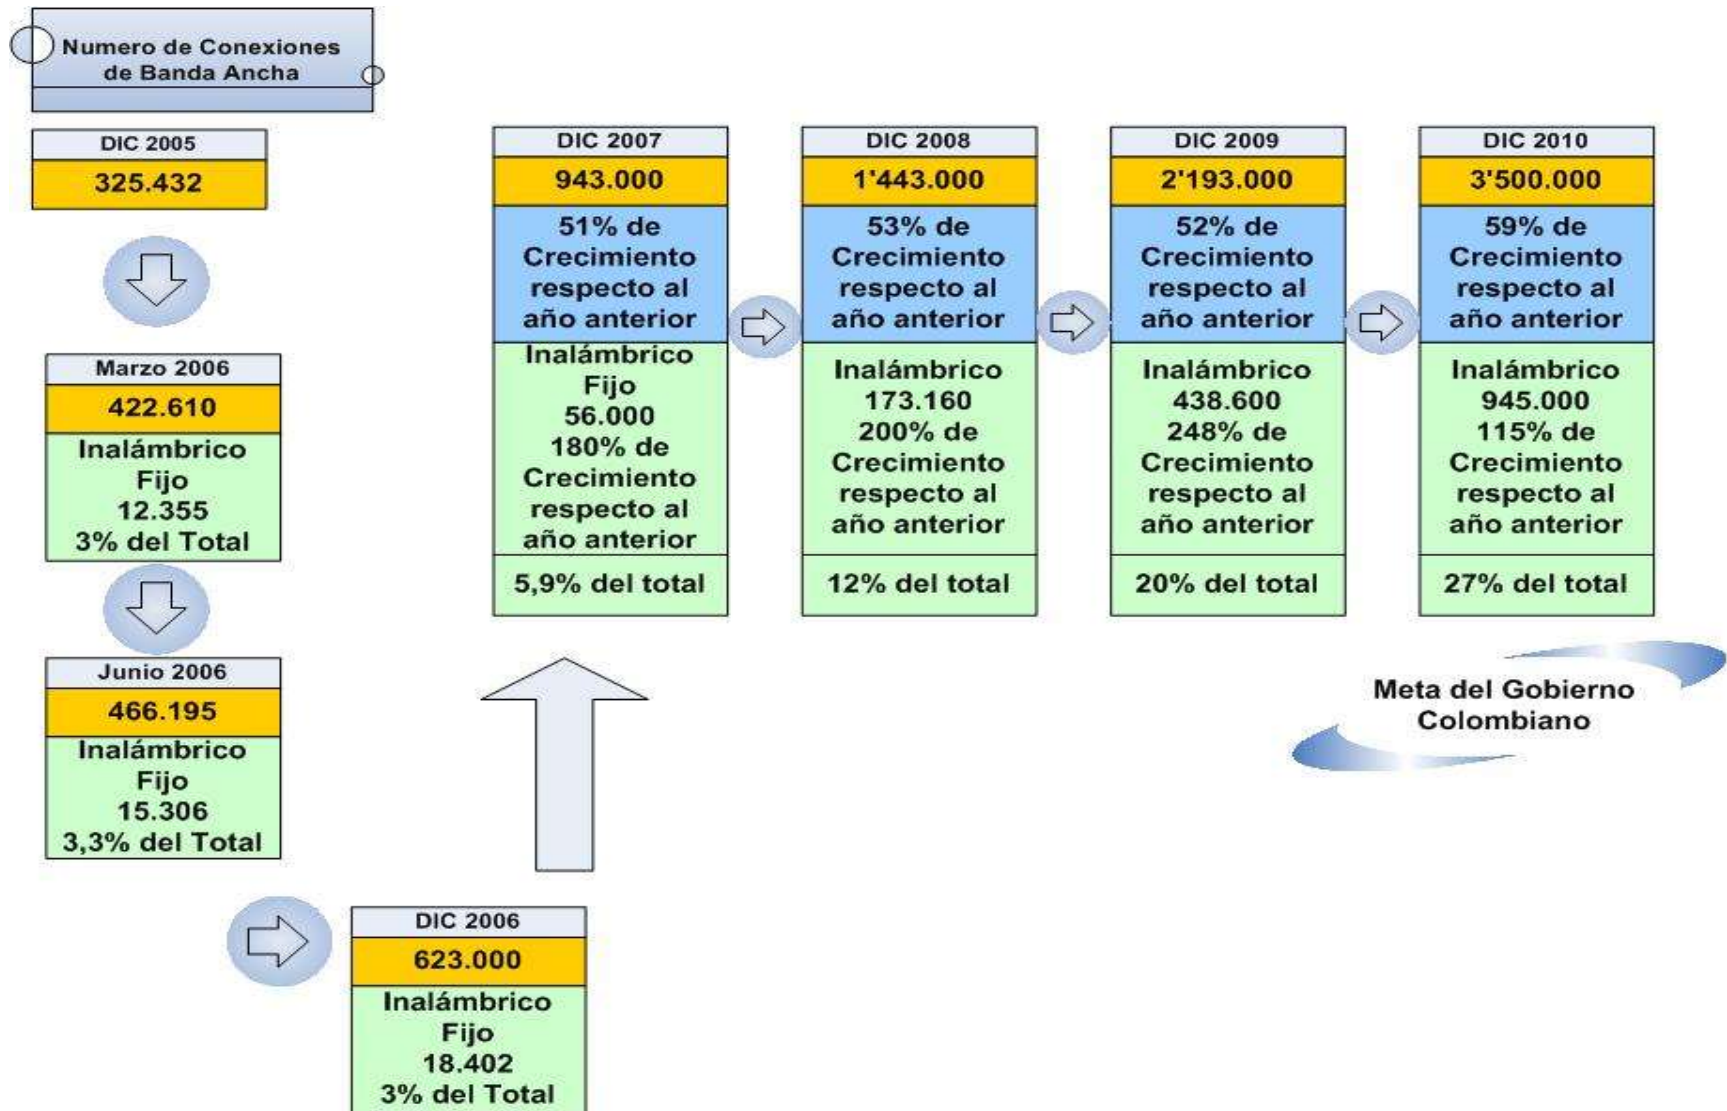 Numero de Conexiones
de Banda Ancha
DIC 2005
325.432
Marzo 2006
422.610
Inalámbrico
Fijo
12.355
3% del Total
Junio 2006
466.195
Inalámbrico
Fijo
15.306
3,3% del Total
DIC 2006
623.000
Inalámbrico
Fijo
18.402
3% del Total
DIC 2007
943.000
51% de
Crecimiento
respecto al
año anterior
Inalámbrico
Fijo
56.000
180% de
Crecimiento
respecto al
año anterior
5,9% del total
DIC 2008
1'443.000
53% de
Crecimiento
respecto al
año anterior
Inalámbrico
173.160
200% de
Crecimiento
respecto al
año anterior
12% del total
DIC 2009
2'193.000
52% de
Crecimiento
respecto al
año anterior
Inalámbrico
438.600
248% de
Crecimiento
respecto al
año anterior
20% del total
DIC 2010
3'500.000
59% de
Crecimiento
respecto al
año anterior
Inalámbrico
945.000
115% de
Crecimiento
respecto al
año anterior
27% del total
Meta del Gobierno
Colombiano